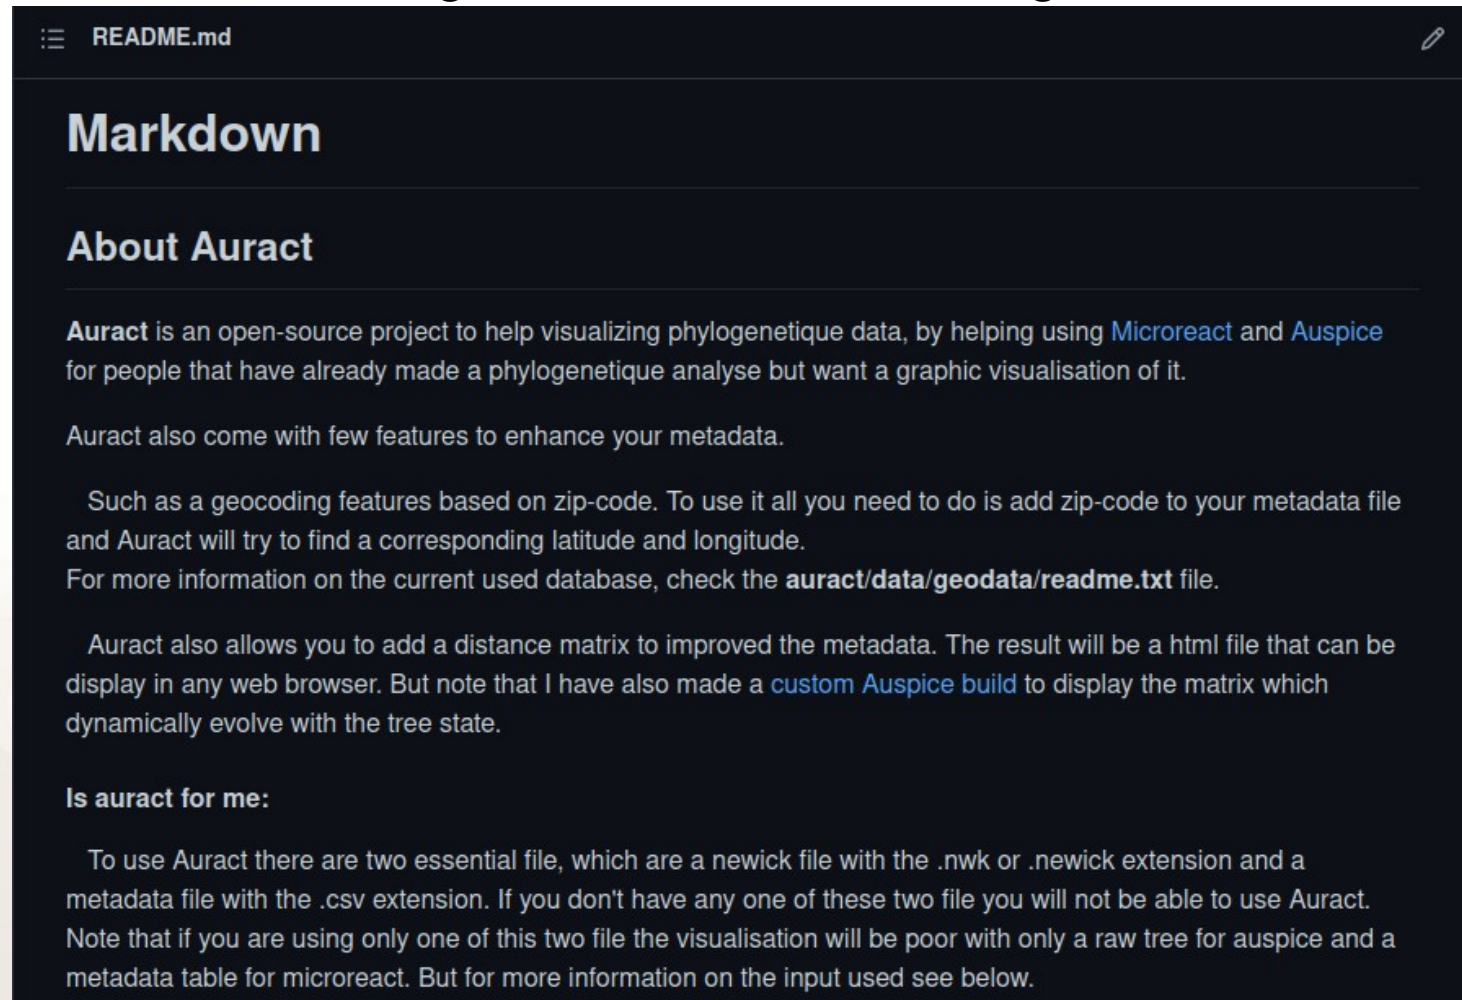 README.md
Markdown
About Auract
Auract is an open-source project to help visualizing phylogenetique data, by helping using Microreact and Auspice
for people that have already made a phylogenetique analyse but want a graphic visualisation of it.
Auract also come with few features to enhance your metadata.
Such as a geocoding features based on zip-code. To use it all you need to do is add zip-code to your metadata file
and Auract will try to find a corresponding latitude and longitude.
For more information on the current used database, check the auract/data/geodata/readme.txt file.
Auract also allows you to add a distance matrix to improved the metadata. The result will be a html file that can be
display in any web browser. But note that I have also made a custom Auspice build to display the matrix which
dynamically evolve with the tree state.
Is auract for me:
To use Auract there are two essential file, which are a newick file with the .nwk or .newick extension and a
metadata file with the .csv extension. If you don't have any one of these two file you will not be able to use Auract.
Note that if you are using only one of this two file the visualisation will be poor with only a raw tree for auspice and a
metadata table for microreact. But for more information on the input used see below.